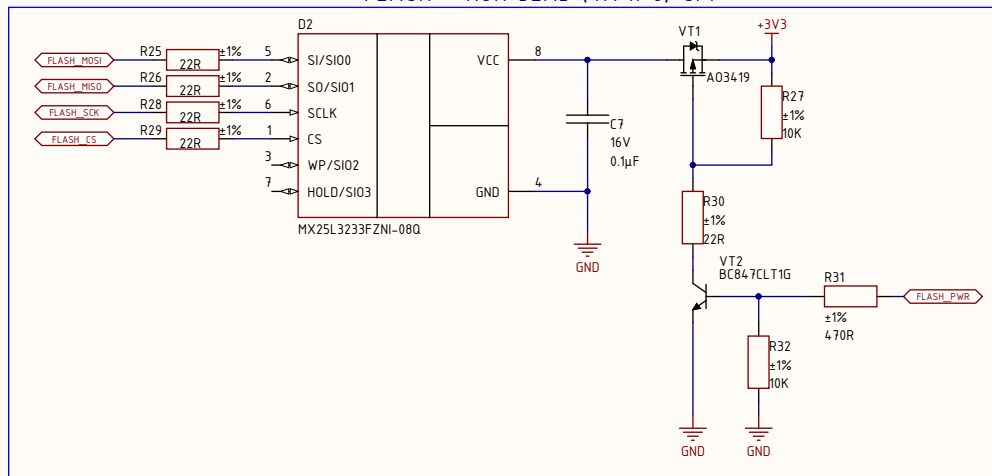 D2
VT1
+3V3
R25
±1%
FLASH_MOSI
22R
5
SI/SIO0
VCC
8
R26
±1%
FLASH_MISO
22R
2
SO/SIO1
AO3419
R28
±1%
FLASH_SCK
22R
6
SCLK
R27
±1%
10K
R29
±1%
FLASH_CS
22R
1
CS
C7
16V
0.1µF
3
WP/SIO2
7
HOLD/SIO3
GND
4
MX25L3233FZNI-08Q
R30
±1%
22R
GND
VT2
BC847CLT1G
R31
±1%
470R
FLASH_PWR
R32
±1%
10K
GND
GND